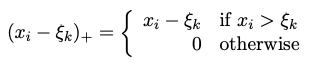 (x_i − ξ_k)_+ = { x_i − ξ_k if x_i > ξ_k
0 otherwise